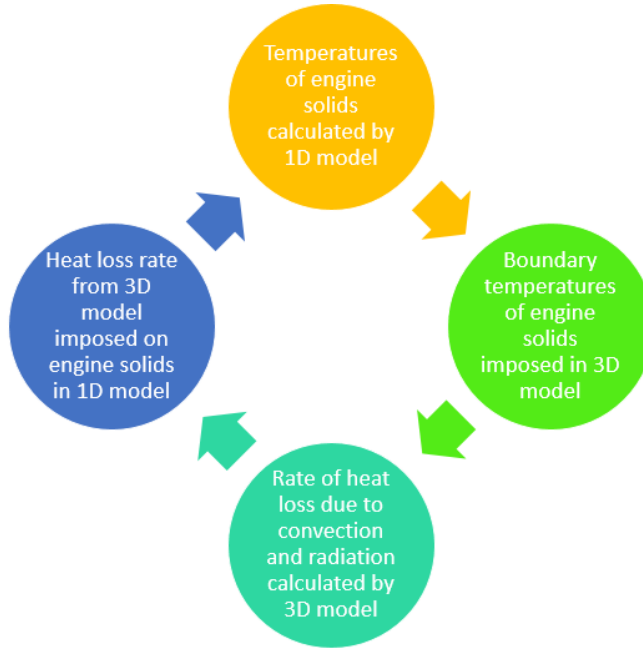 Temperatures
of engine
solids
calculated by
1D model
Boundary
temperatures
of engine
solids
imposed in 3D
model
Rate of heat
loss due to
convection
and radiation
calculated by
3D model
Heat loss rate
from 3D
model
imposed on
engine solids
in 1D model